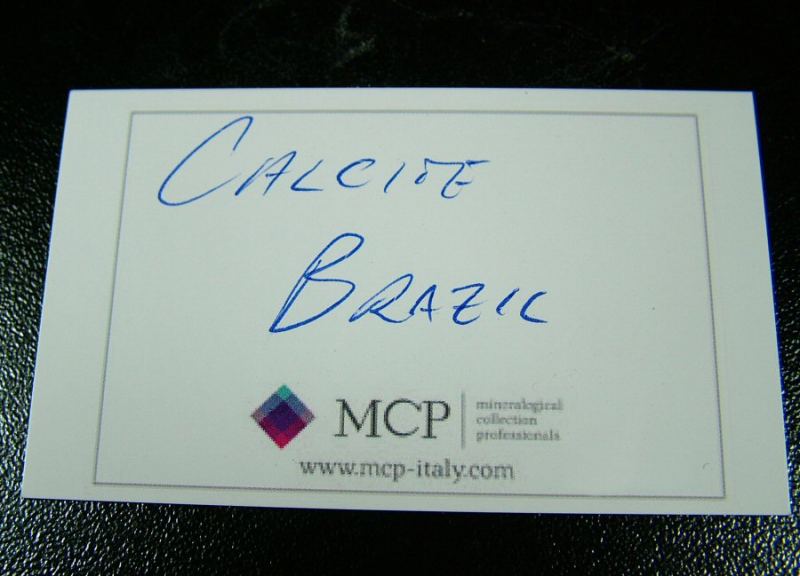 CALCITE
BRAZIL
MCP
mineralogical
collection
professionals
www.mcp-italy.com